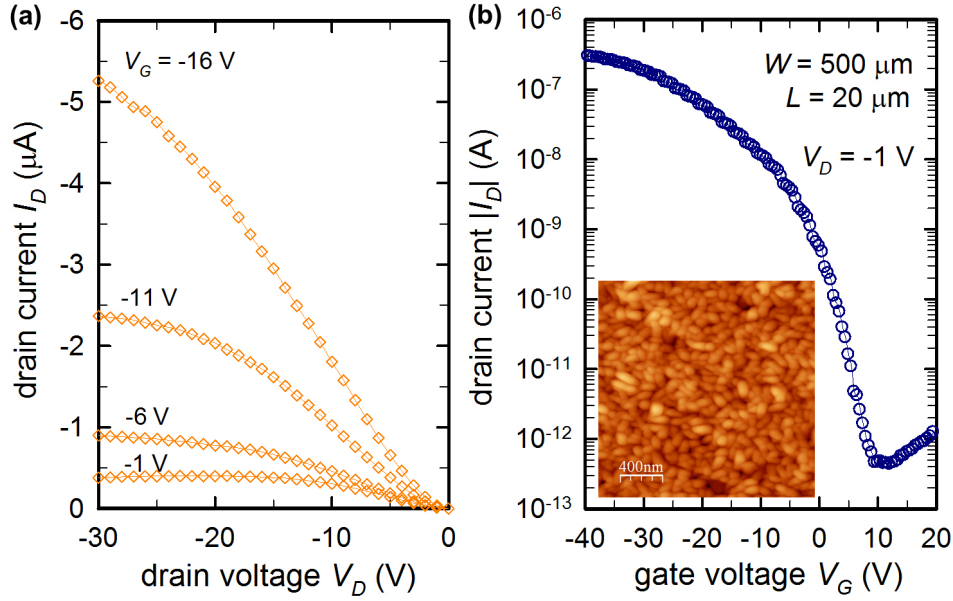 (a)
-6
-5
-4
-3
-2
-1
0
drain current I_D (μA)
V_G = -16 V
-11 V
-6 V
-1 V
-30 -20 -10 0
drain voltage V_D (V)
(b)
10^-6
10^-7
10^-8
10^-9
10^-10
10^-11
10^-12
10^-13
drain current |I_D| (A)
W = 500 μm
L = 20 μm
V_D = -1 V
400nm
-40 -30 -20 -10 0 10 20
gate voltage V_G (V)